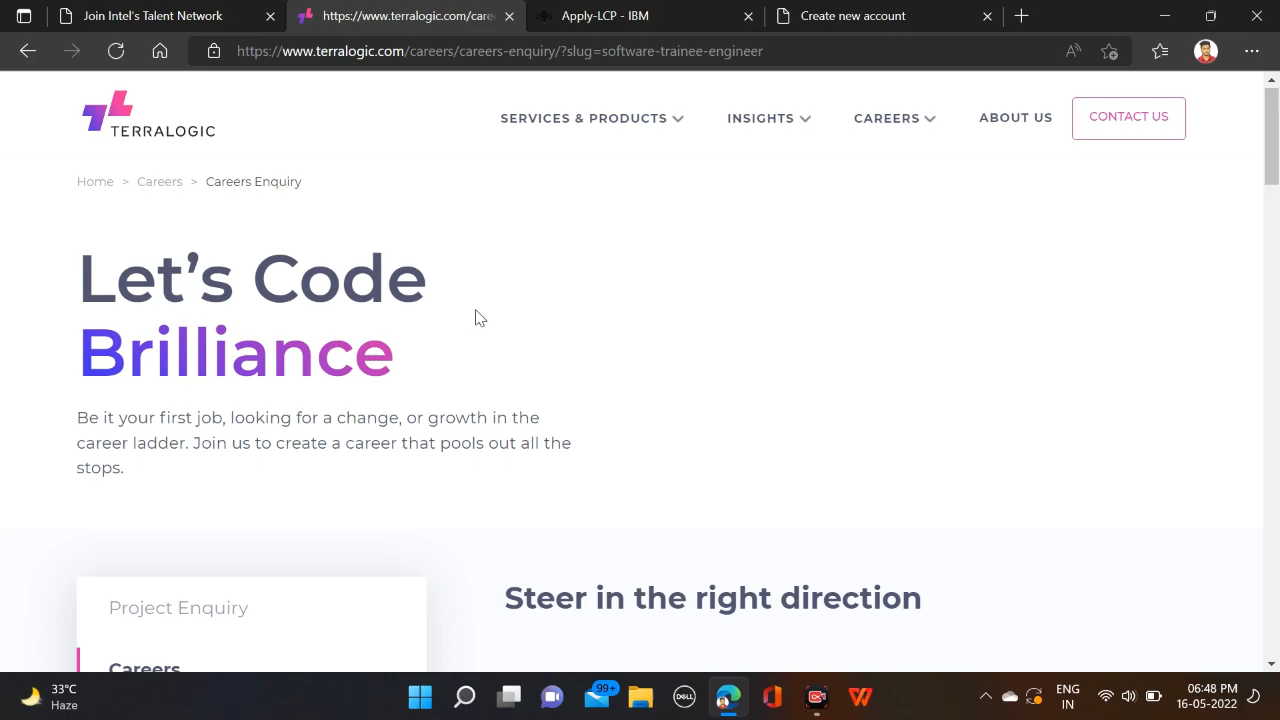 Join Intel's Talent Network
https://www.terralogic.com/care
Apply-LCP - IBM
Create new account
https://www.terralogic.com/careers/careers-enquiry/?slug=software-trainee-engineer
TERRALOGIC
SERVICES & PRODUCTS
INSIGHTS
CAREERS
ABOUT US
CONTACT US
Home > Careers > Careers Enquiry
Let's Code
Brilliance
Be it your first job, looking for a change, or growth in the
career ladder. Join us to create a career that pools out all the
stops.
Project Enquiry
Steer in the right direction
Careers
33°C
Haze
99+
DELL
ENG
IN
06:48 PM
16-05-2022